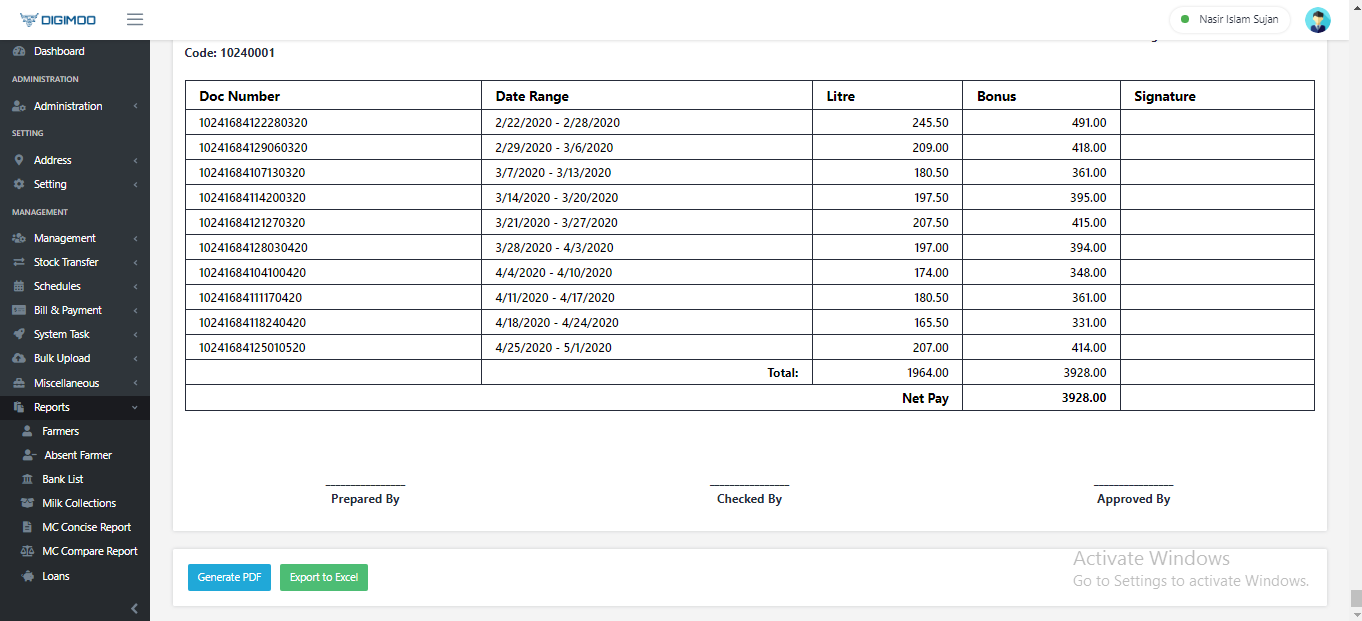 DIGIMOO
Nasir Islam Sujan
Dashboard
ADMINISTRATION
Administration
SETTING
Address
Setting
MANAGEMENT
Management
Stock Transfer
Schedules
Bill & Payment
System Task
Bulk Upload
Miscellaneous
Reports
Farmers
Absent Farmer
Bank List
Milk Collections
MC Concise Report
MC Compare Report
Loans
Code: 10240001
Doc Number Date Range Litre Bonus Signature
10241684122280320 2/22/2020 - 2/28/2020 245.50 491.00
10241684129060320 2/29/2020 - 3/6/2020 209.00 418.00
10241684107130320 3/7/2020 - 3/13/2020 180.50 361.00
10241684114200320 3/14/2020 - 3/20/2020 197.50 395.00
10241684121270320 3/21/2020 - 3/27/2020 207.50 415.00
10241684128030420 3/28/2020 - 4/3/2020 197.00 394.00
10241684104100420 4/4/2020 - 4/10/2020 174.00 348.00
10241684111170420 4/11/2020 - 4/17/2020 180.50 361.00
10241684118240420 4/18/2020 - 4/24/2020 165.50 331.00
10241684125010520 4/25/2020 - 5/1/2020 207.00 414.00
Total: 1964.00 3928.00
Net Pay 3928.00
Prepared By Checked By Approved By
Generate PDF Export to Excel
Activate Windows
Go to Settings to activate Windows.